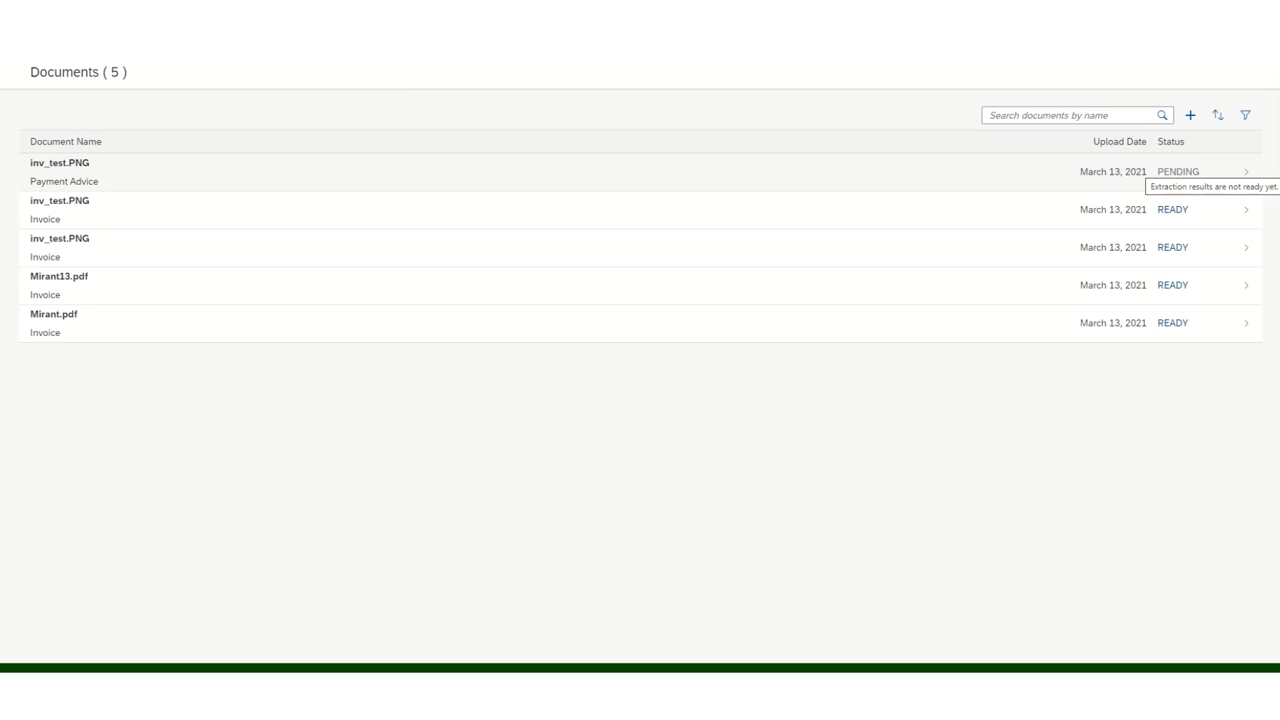 Documents ( 5 )
Search documents by name
Document Name Upload Date Status
inv_test.PNG
Payment Advice
March 13, 2021 PENDING
Extraction results are not ready yet.
inv_test.PNG
Invoice
March 13, 2021 READY
inv_test.PNG
Invoice
March 13, 2021 READY
Mirant13.pdf
Invoice
March 13, 2021 READY
Mirant.pdf
Invoice
March 13, 2021 READY